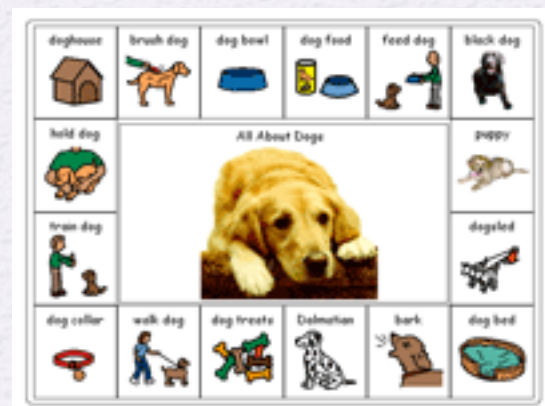 doghouse
brush dog
dog bowl
dog food
feed dog
black dog
hold dog
All About Dogs
puppy
train dog
dogsled
dog collar
walk dog
dog treats
Dalmatian
bark
dog bed